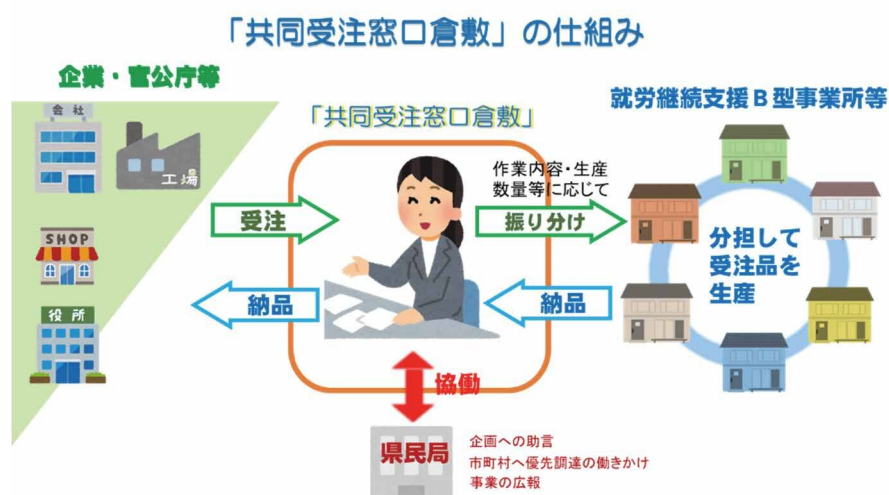 「共同受注窓口倉敷」の仕組み
企業・官公庁等
会社
工場
SHOP
役所
「共同受注窓口倉敷」
受注
納品
作業内容・生産
数量等に応じて
振り分け
納品
就労継続支援B型事業所等
分担して
受注品を
生産
協働
県民局
企画への助言
市町村へ優先調達の働きかけ
事業の広報